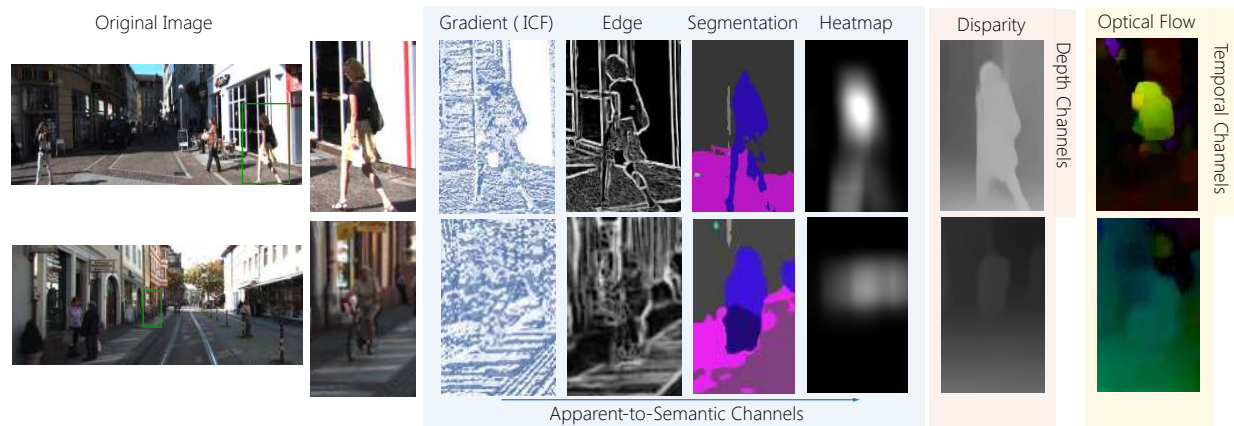 Original Image
Gradient ( ICF)
Edge
Segmentation
Heatmap
Disparity
Optical Flow
Depth Channels
Temporal Channels
Apparent-to-Semantic Channels